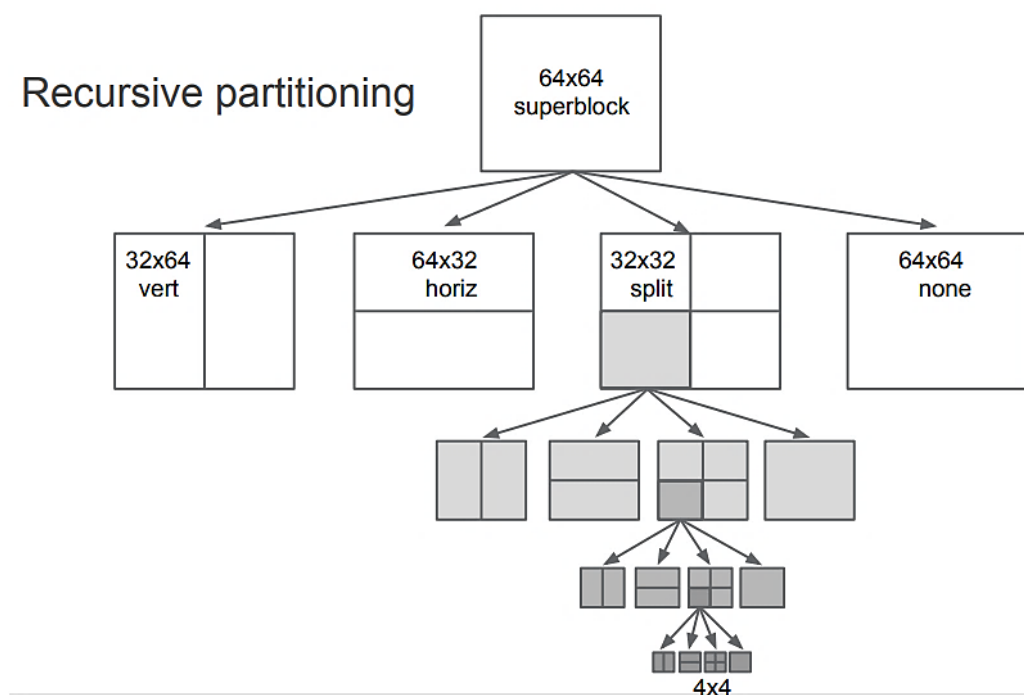 Recursive partitioning
64x64
superblock
32x64
vert
64x32
horiz
32x32
split
64x64
none
4x4